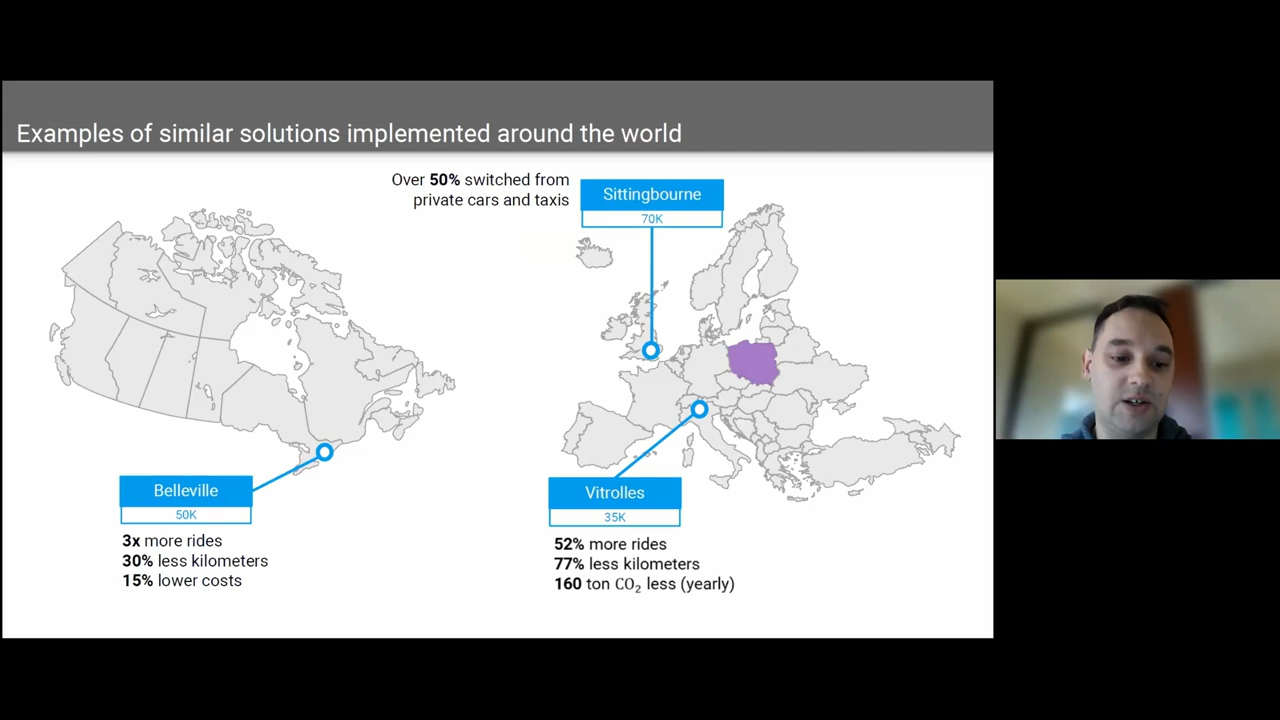 Examples of similar solutions implemented around the world
Over 50% switched from
private cars and taxis
Sittingbourne
70K
Belleville
50K
3x more rides
30% less kilometers
15% lower costs
Vitrolles
35K
52% more rides
77% less kilometers
160 ton CO₂ less (yearly)